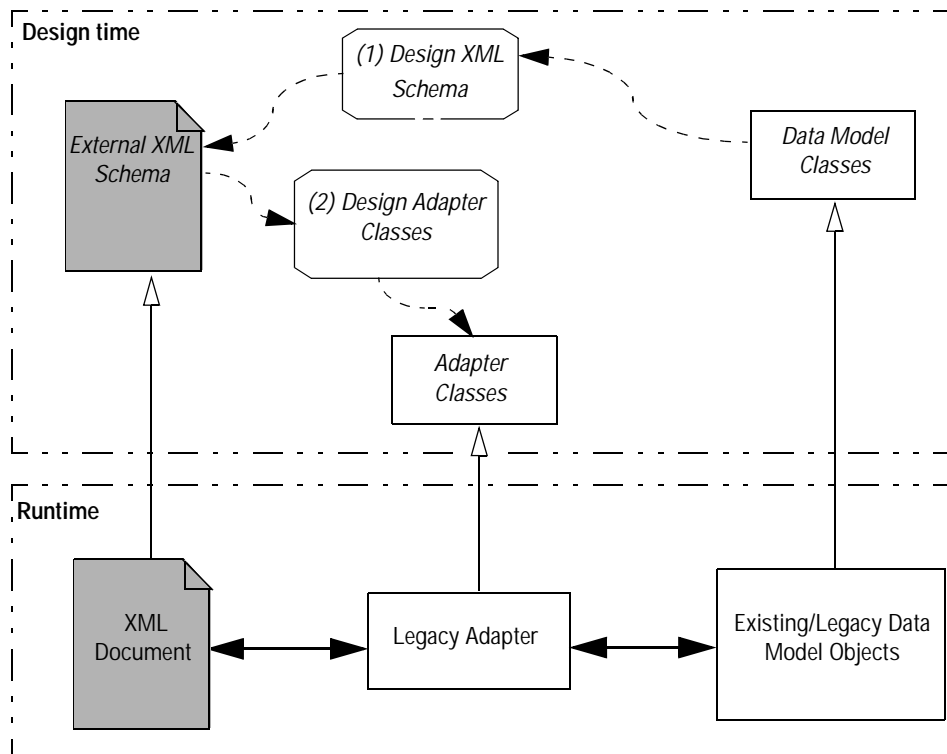 Design time
(1) Design XML
Schema
External XML
Schema
Data Model
Classes
(2) Design Adapter
Classes
Adapter
Classes
Runtime
XML
Document
Legacy Adapter
Existing/Legacy Data
Model Objects